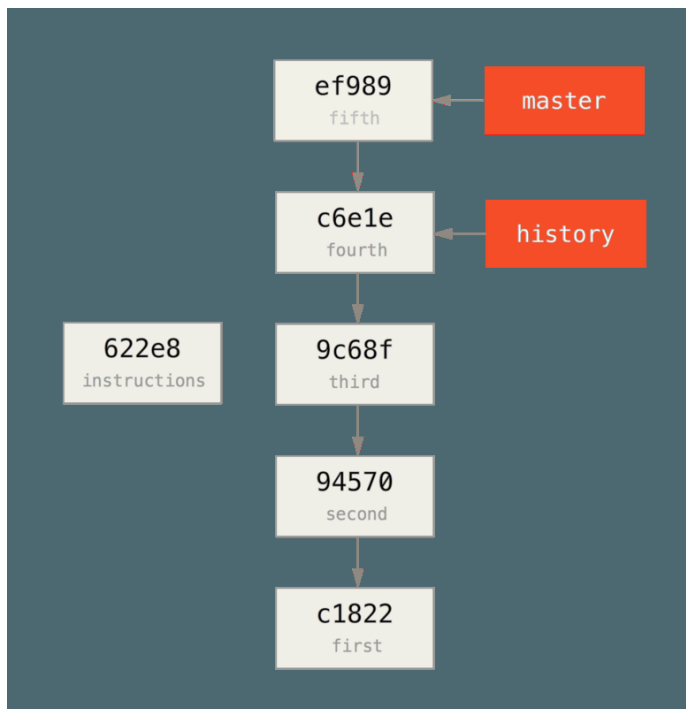 ef989
fifth
master
c6e1e
fourth
history
622e8
instructions
9c68f
third
94570
second
c1822
first